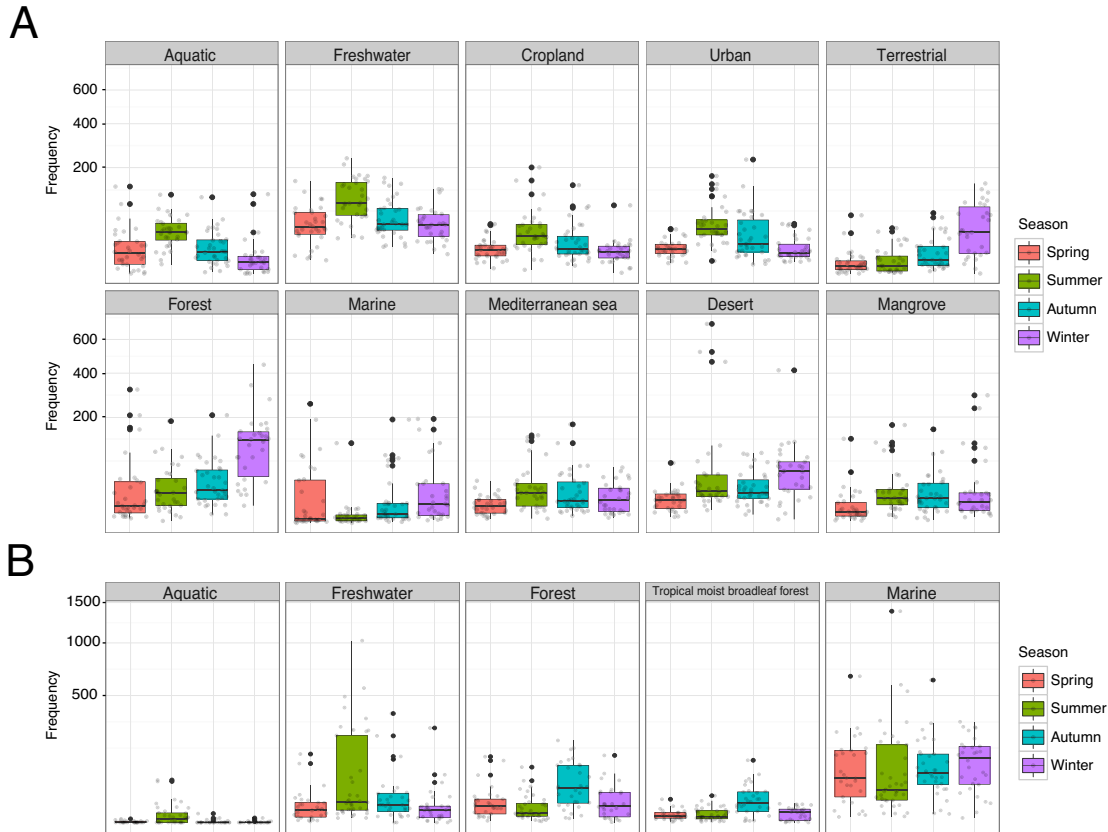 A
Aquatic Freshwater Cropland Urban Terrestrial
600
400
200
Frequency
Season
Spring
Summer
Autumn
Winter
Forest Marine Mediterranean sea Desert Mangrove
600
400
200
Frequency
B
Aquatic Freshwater Forest Tropical moist broadleaf forest Marine
1500
1000
500
Frequency
Season
Spring
Summer
Autumn
Winter